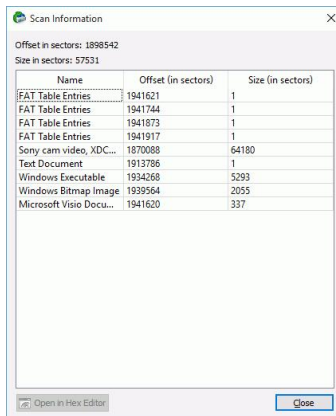 Scan Information
Offset in sectors: 1898542
Size in sectors: 57531
Name Offset (in sectors) Size (in sectors)
FAT Table Entries 1941621 1
FAT Table Entries 1941744 1
FAT Table Entries 1941873 1
FAT Table Entries 1941917 1
Sony cam video, XDC... 1870088 64180
Text Document 1913786 1
Windows Executable 1934268 5293
Windows Bitmap Image 1939564 2055
Microsoft Visio Docu... 1941620 337
Open in Hex Editor Close